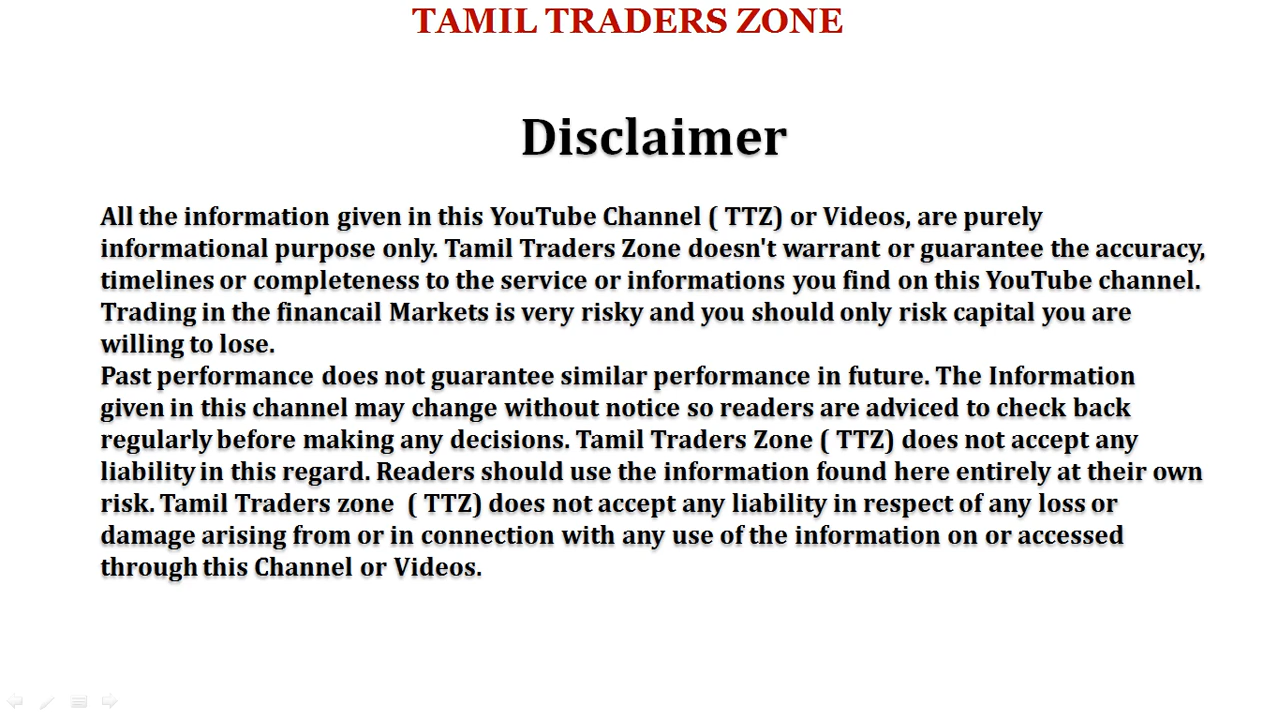 TAMIL TRADERS ZONE
Disclaimer
All the information given in this YouTube Channel ( TTZ) or Videos, are purely
informational purpose only. Tamil Traders Zone doesn't warrant or guarantee the accuracy,
timelines or completeness to the service or informations you find on this YouTube channel.
Trading in the financail Markets is very risky and you should only risk capital you are
willing to lose.
Past performance does not guarantee similar performance in future. The Information
given in this channel may change without notice so readers are adviced to check back
regularly before making any decisions. Tamil Traders Zone ( TTZ) does not accept any
liability in this regard. Readers should use the information found here entirely at their own
risk. Tamil Traders zone  ( TTZ) does not accept any liability in respect of any loss or
damage arising from or in connection with any use of the information on or accessed
through this Channel or Videos.